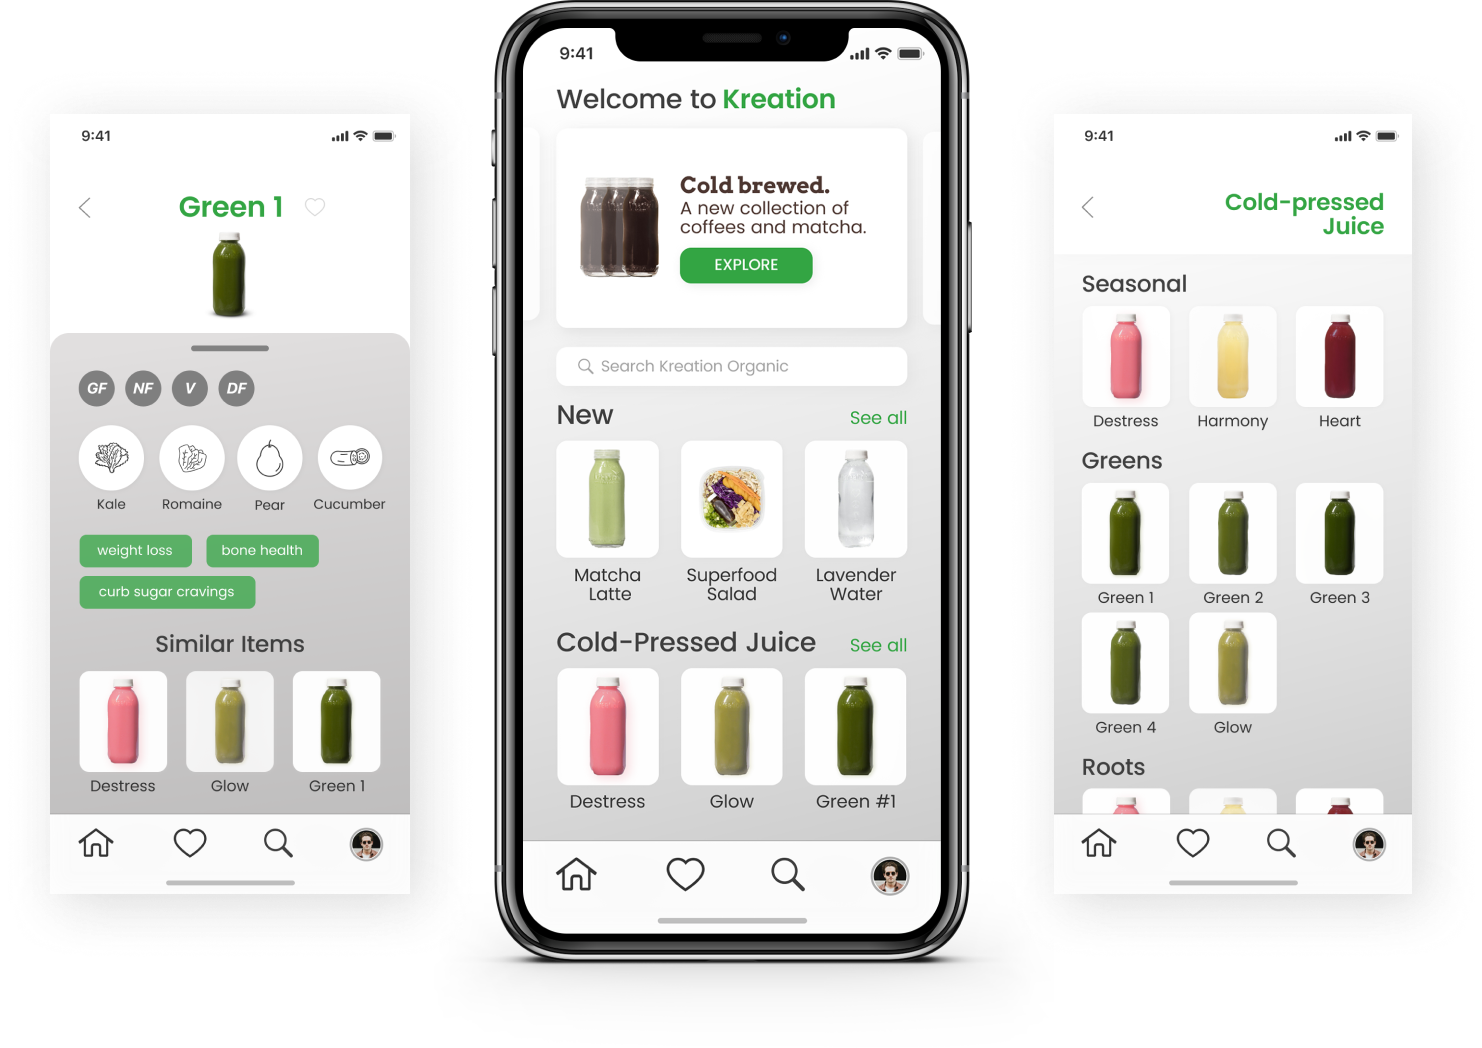 9:41
Green 1
GF NF V DF
Kale Romaine Pear Cucumber
weight loss bone health
curb sugar cravings
Similar Items
Destress Glow Green 1
9:41
Welcome to Kreation
Cold brewed.
A new collection of
coffees and matcha.
EXPLORE
Search Kreation Organic
New See all
Matcha Superfood Lavender
Latte Salad Water
Cold-Pressed Juice See all
Destress Glow Green #1
9:41
Cold-pressed
Juice
Seasonal
Destress Harmony Heart
Greens
Green 1 Green 2 Green 3
Green 4 Glow
Roots